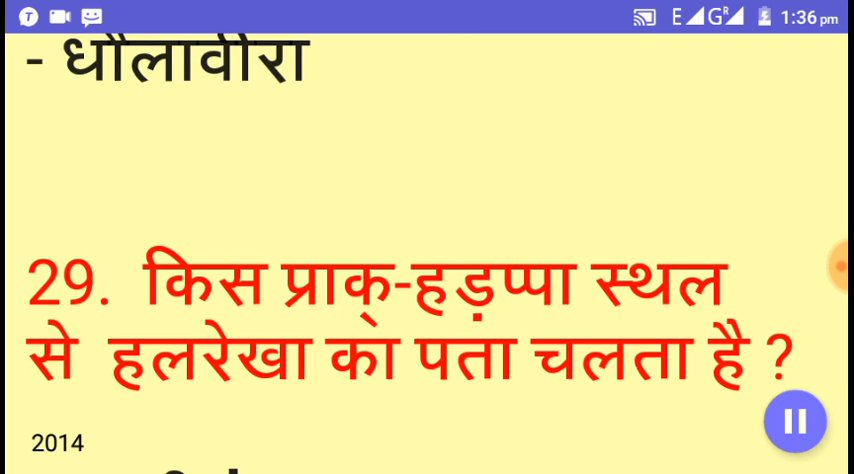 T E G R 1:36 pm
- धौलावीरा
29. किस प्राक्-हड़प्पा स्थल
से हलरेखा का पता चलता है ?
2014